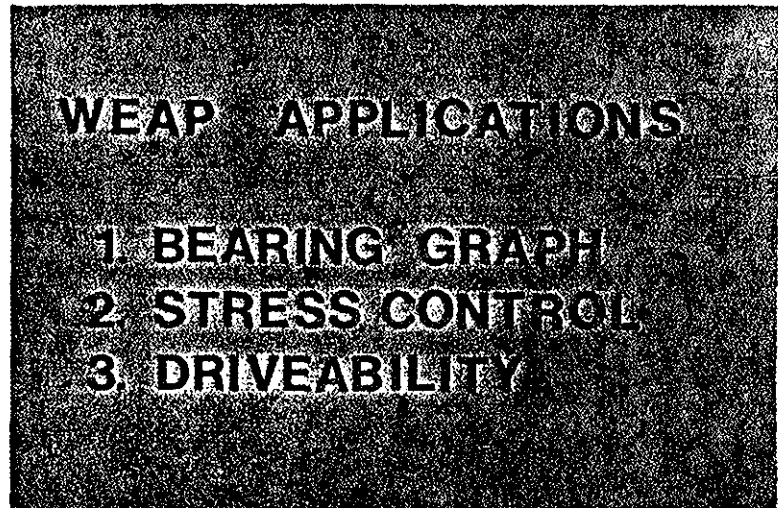 WEAP APPLICATIONS
1 BEARING GRAPH
2. STRESS CONTROL
3. DRIVEABILITY